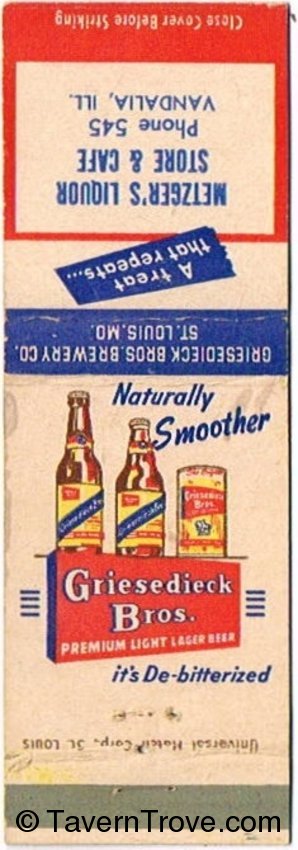 Close Cover Before Striking
METZGER'S LIQUOR
STORE & CAFE
Phone 545
VANDALIA, ILL.
A treat
that repeats...
GRIESEDIECK BROS. BREWERY CO.
ST. LOUIS, MO.
Naturally
Smoother
Griesedieck
Bros.
Griesedieck
Bros.
PREMIUM LIGHT LAGER BEER
it's De-bitterized
Universal Match Corp., St. Louis
© TavernTrove.com